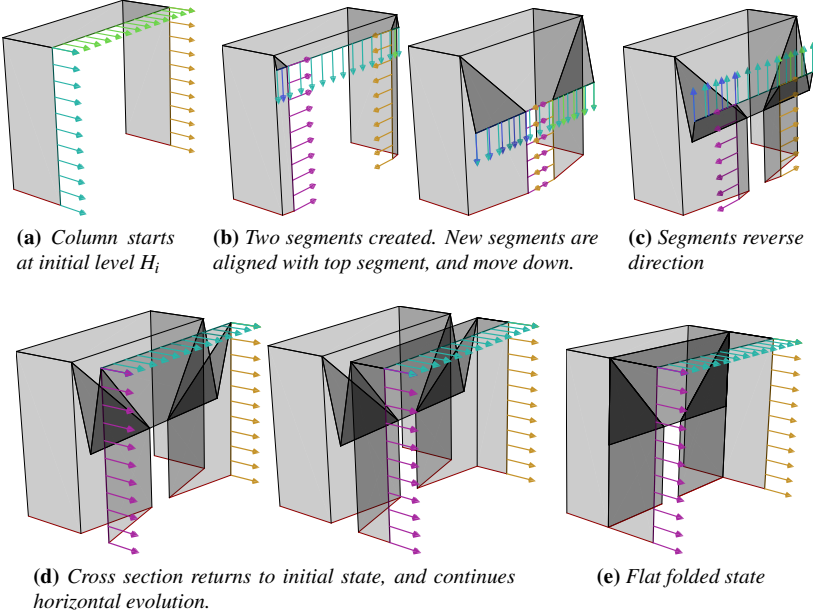 (a) Column starts
at initial level H_i
(b) Two segments created. New segments are
aligned with top segment, and move down.
(c) Segments reverse
direction
(d) Cross section returns to initial state, and continues
horizontal evolution.
(e) Flat folded state